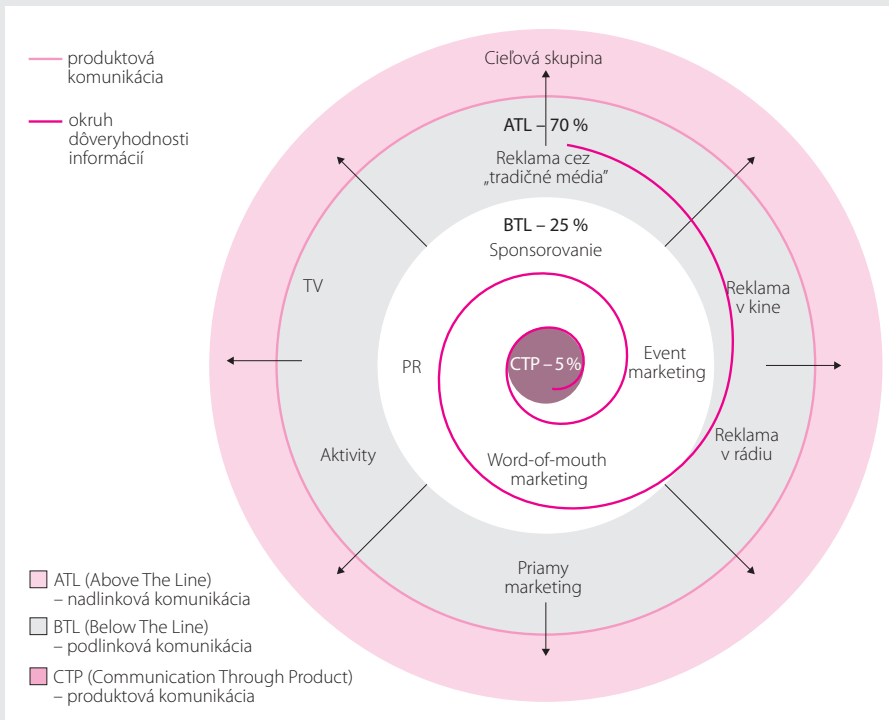 produktová
komunikácia
okruh
dôveryhodnosti
informácií
Cieľová skupina
ATL – 70 %
Reklama cez
„tradičné média”
BTL – 25 %
Sponsorovanie
TV
Reklama
v kine
PR
CTP – 5 %
Event
marketing
Aktivity
Word-of-mouth
marketing
Reklama
v rádiu
Priamy
marketing
ATL (Above The Line)
– nadlinková komunikácia
BTL (Below The Line)
– podlinková komunikácia
CTP (Communication Through Product)
– produktová komunikácia